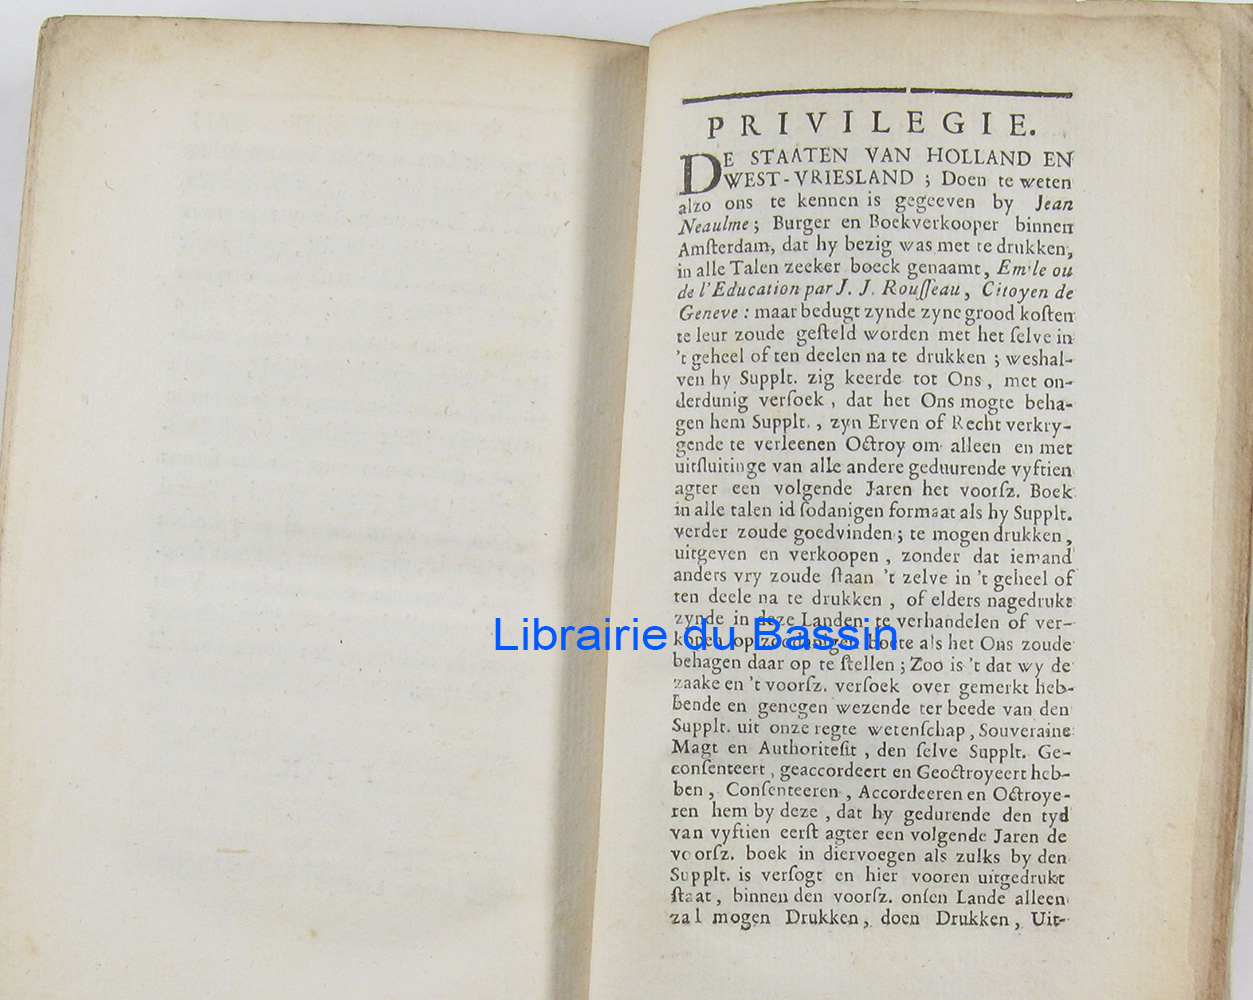 PRIVILEGIE.
DE STAATEN VAN HOLLAND EN
WEST-VRIESLAND ; Doen te weten
alzo ons te kennen is gegeeven by Jean
Neaulme ; Burger en Boekverkooper binnen
Amſterdam, dat hy bezig was met te drukken,
in alle Talen zeeker boeck genaamt, Emile ou
de l'Education par J. J. Rouſſeau, Citoyen de
Geneve : maar bedugt zynde zyne grood koſten
te leur zoude geſteld worden met het ſelve in
't geheel of ten deelen na te drukken ; weshal-
ven hy Supplt. zig keerde tot Ons, met on-
derdunig verſoek, dat het Ons mogte beha-
gen hem Supplt., zyn Erven of Recht verkry-
gende te verleenen Octroy om alleen en met
uitſluitinge van alle andere geduurende vyftien
agter een volgende Jaren het voorſz. Boek
in alle talen id ſodanigen formaat als hy Supplt.
verder zoude goedvinden ; te mogen drukken,
uitgeven en verkoopen, zonder dat iemand
anders vry zoude ſtaan 't zelve in 't geheel of
ten deele na te drukken, of elders nagedrukt
zynde in deze Landen te verhandelen of ver-
kopen op zoodanigen boete als het Ons zoude
Librairie du Bassin
behagen daar op te ſtellen ; Zoo is 't dat wy de
zaake en 't voorſz. verſoek over gemerkt heb-
bende en genegen wezende ter beede van den
Supplt. uit onze regte wetenſchap, Souveraine
Magt en Authoriteſit, den ſelve Supplt. Ge-
conſenteert, geaccordeert en Geoctroyeert heb-
ben, Conſenteeren, Accordeeren en Octroye-
ren hem by deze, dat hy gedurende den tyd
van vyftien eerſt agter een volgende Jaren de
voorſz. boek in diervoegen als zulks by den
Supplt. is verſogt en hier vooren uitgedrukt
ſtaat, binnen den voorſz. onſen Lande alleen
zal mogen Drukken, doen Drukken, Uit-